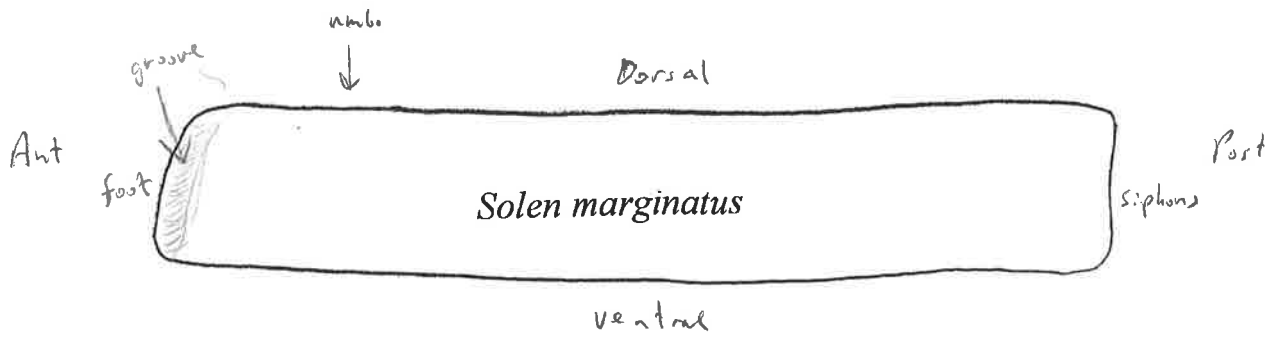 umbo
groove
Dorsal
Ant
Post
foot
Solen marginatus
siphons
ventral